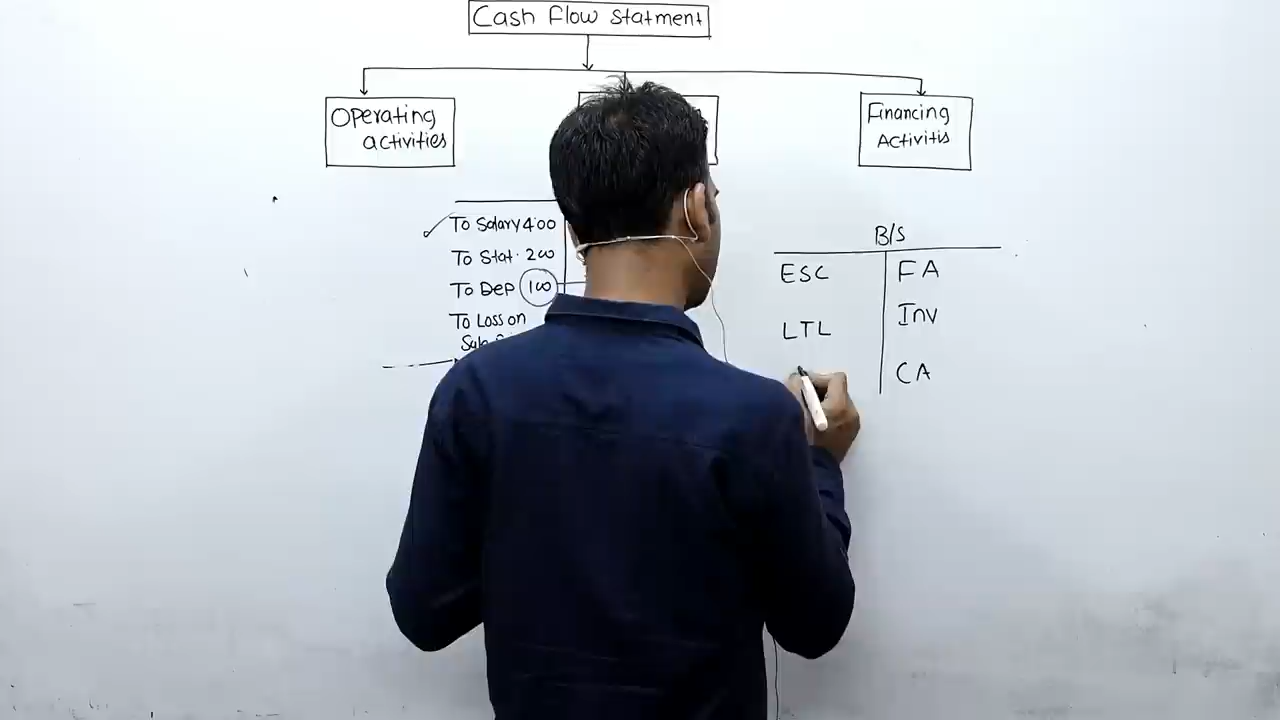 Cash Flow Statment
Operating
activities
Financing
Activitis
To Salary 400
To Stat. 200
To Dep 100
To Loss on
B/S
ESC
FA
LTL
Inv
CA